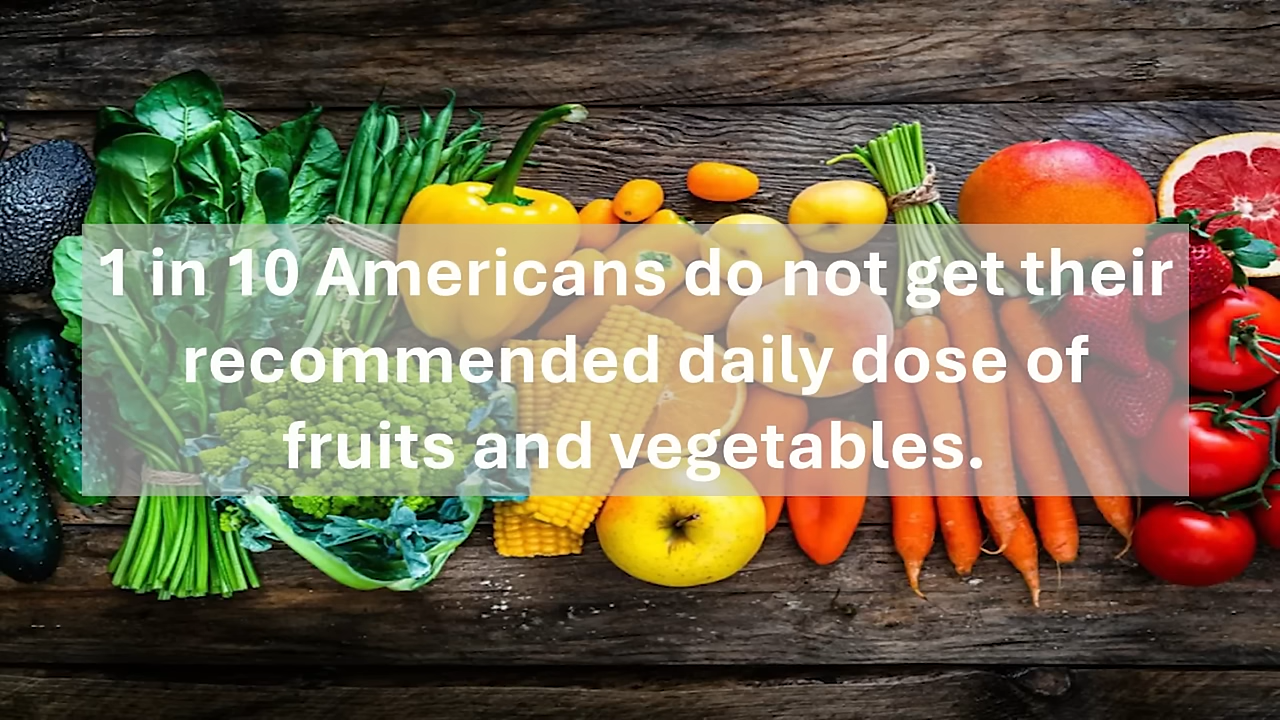 1 in 10 Americans do not get their
recommended daily dose of
fruits and vegetables.